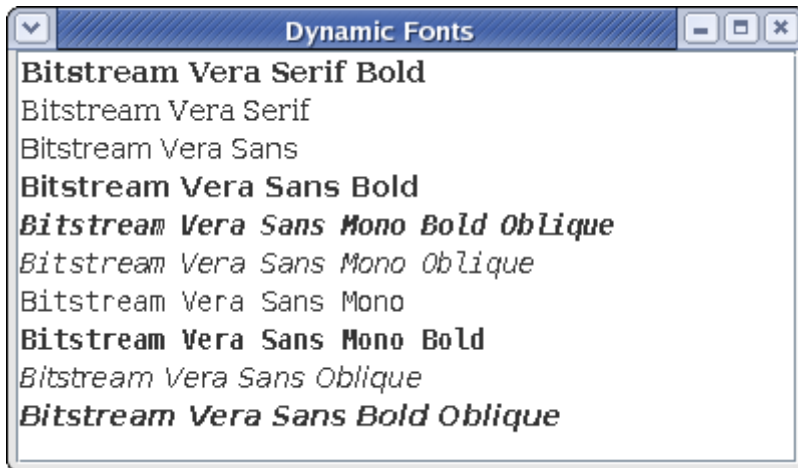 Dynamic Fonts
Bitstream Vera Serif Bold
Bitstream Vera Serif
Bitstream Vera Sans
Bitstream Vera Sans Bold
Bitstream Vera Sans Mono Bold Oblique
Bitstream Vera Sans Mono Oblique
Bitstream Vera Sans Mono
Bitstream Vera Sans Mono Bold
Bitstream Vera Sans Oblique
Bitstream Vera Sans Bold Oblique